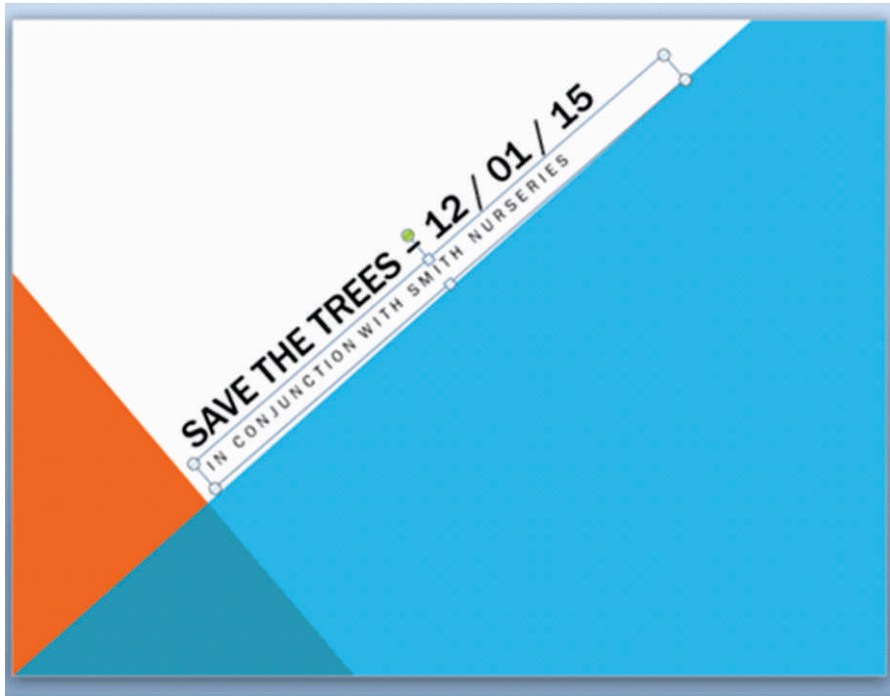 SAVE THE TREES – 12 / 01 / 15
IN CONJUNCTION WITH SMITH NURSERIES